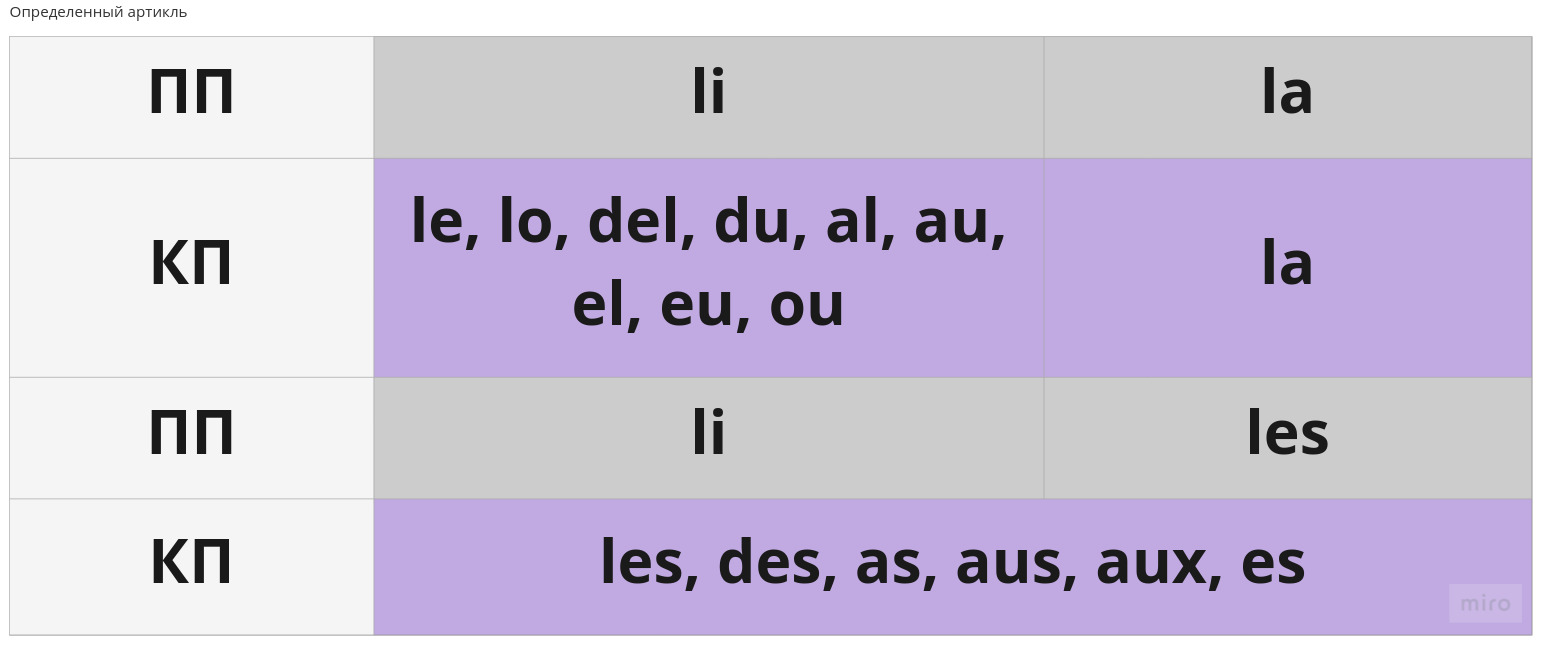 Определенный артикль
ПП li la
КП le, lo, del, du, al, au,
el, eu, ou la
ПП li les
КП les, des, as, aus, aux, es
miro